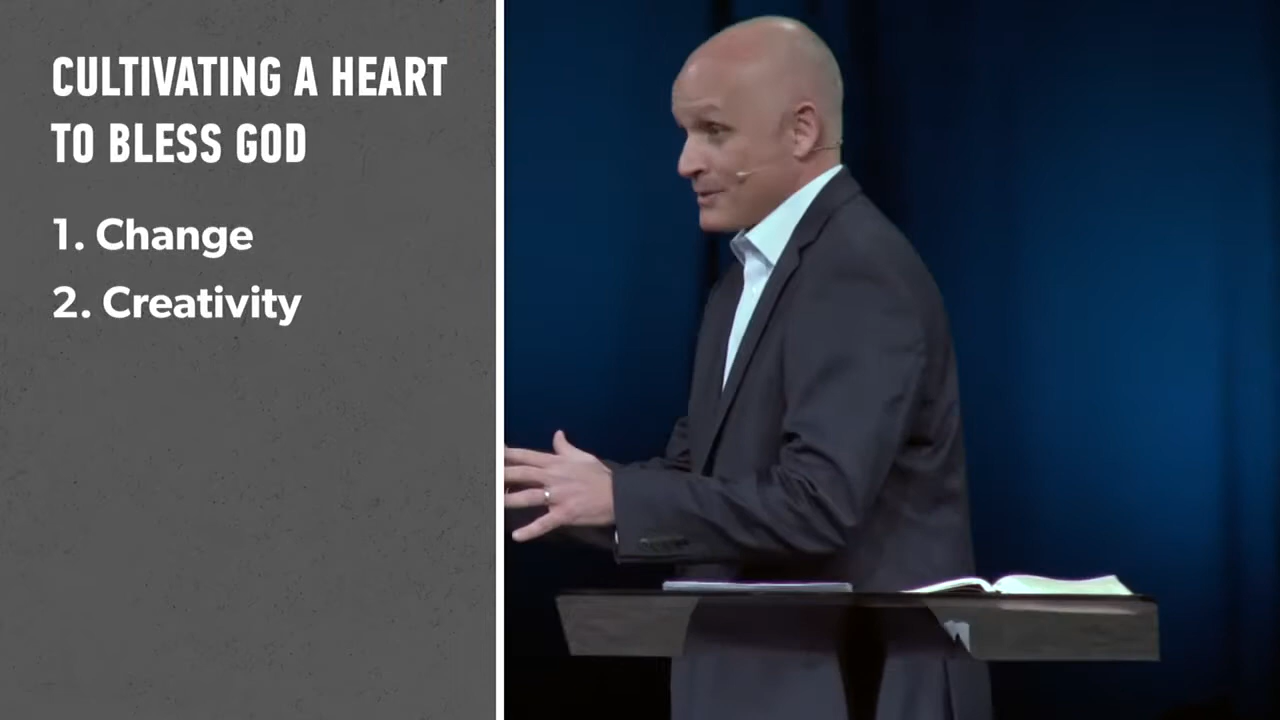 CULTIVATING A HEART
TO BLESS GOD
1. Change
2. Creativity